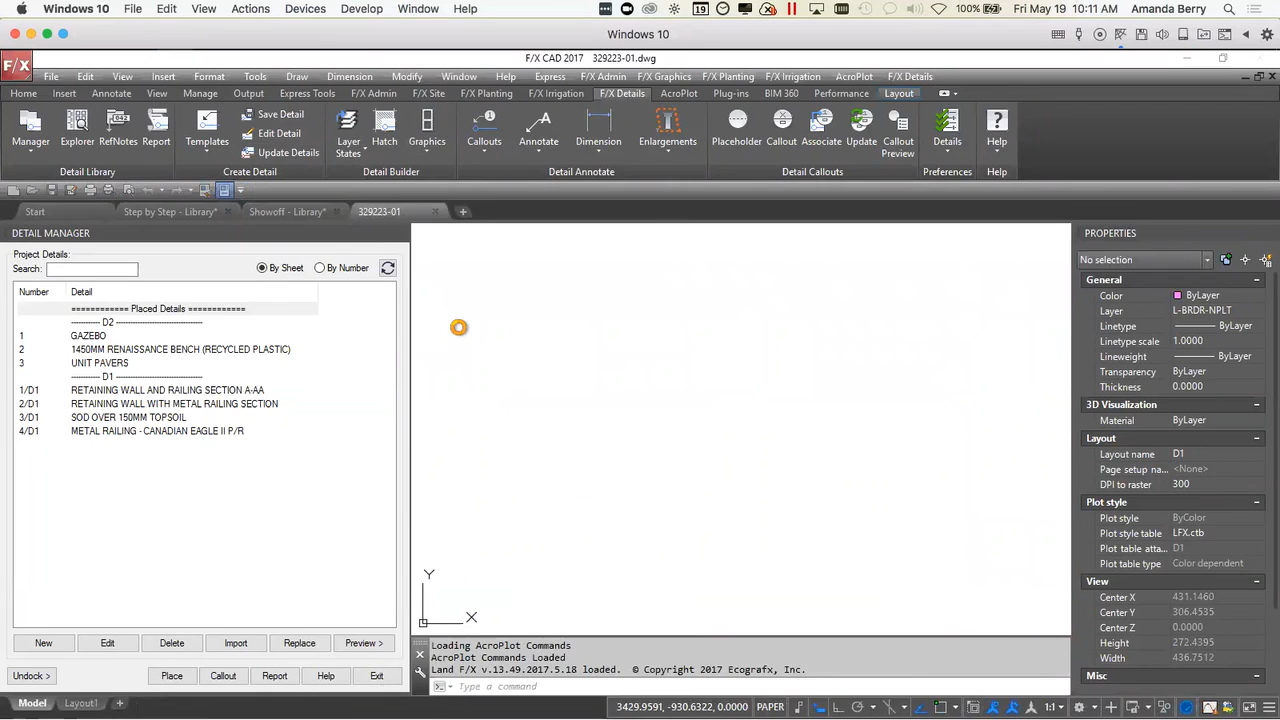 Windows 10 File Edit View Actions Devices Develop Window Help 19 100% Fri May 19 10:11 AM Amanda Berry
Windows 10
F/X CAD 2017 329223-01.dwg
F/X File Edit View Insert Format Tools Draw Dimension Modify Window Help Express F/X Admin F/X Graphics F/X Planting F/X Irrigation AcroPlot F/X Details
Home Insert Annotate View Manage Output Express Tools F/X Admin F/X Site F/X Planting F/X Irrigation F/X Details AcroPlot Plug-ins BIM 360 Performance Layout
Manager Explorer RefNotes Report Templates Save Detail Edit Detail Update Details Layer States Hatch Graphics Callouts Annotate Dimension Enlargements Placeholder Callout Associate Update Callout Preview Details Help
Detail Library Create Detail Detail Builder Detail Annotate Detail Callouts Preferences Help
Start Step by Step - Library* Showoff - Library* 329223-01
DETAIL MANAGER
Project Details:
Search: By Sheet By Number
Number Detail
============ Placed Details ============
----------- D2 ----------------------------------
1 GAZEBO
2 1450MM RENAISSANCE BENCH (RECYCLED PLASTIC)
3 UNIT PAVERS
----------- D1 ----------------------------------
1/D1 RETAINING WALL AND RAILING SECTION A-AA
2/D1 RETAINING WALL WITH METAL RAILING SECTION
3/D1 SOD OVER 150MM TOPSOIL
4/D1 METAL RAILING - CANADIAN EAGLE II P/R
New Edit Delete Import Replace Preview >
Undock > Place Callout Report Help Exit
Y
X
Loading AcroPlot Commands
AcroPlot Commands Loaded
Land F/X v.13.49.2017.5.18 loaded. © Copyright 2017 Ecografx, Inc.
Type a command
PROPERTIES
No selection
General
Color ByLayer
Layer L-BRDR-NPLT
Linetype ByLayer
Linetype scale 1.0000
Lineweight ByLayer
Transparency ByLayer
Thickness 0.0000
3D Visualization
Material ByLayer
Layout
Layout name D1
Page setup na... <None>
DPI to raster 300
Plot style
Plot style ByColor
Plot style table LFX.ctb
Plot table atta... D1
Plot table type Color dependent
View
Center X 431.1460
Center Y 306.4535
Center Z 0.0000
Height 272.4395
Width 436.7512
Misc
Model Layout1 3429.9591, -930.6322, 0.0000 PAPER 1:1